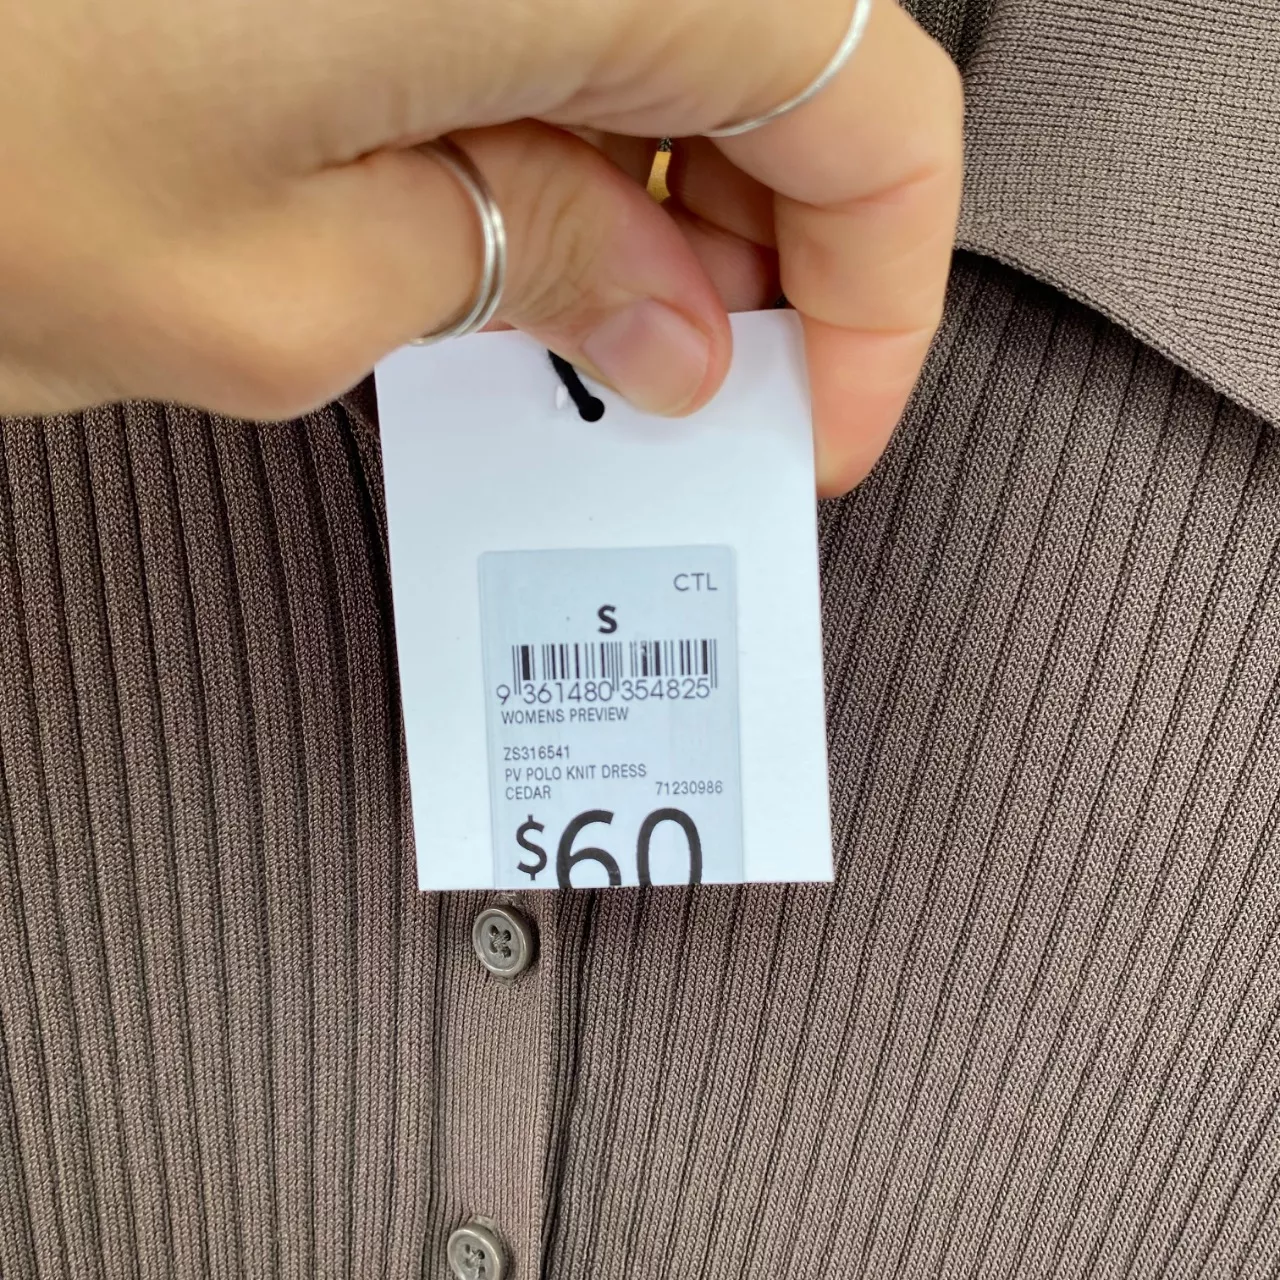 CTL
S
9 361480 354825
WOMENS PREVIEW
ZS316541
PV POLO KNIT DRESS
CEDAR 71230986
$60